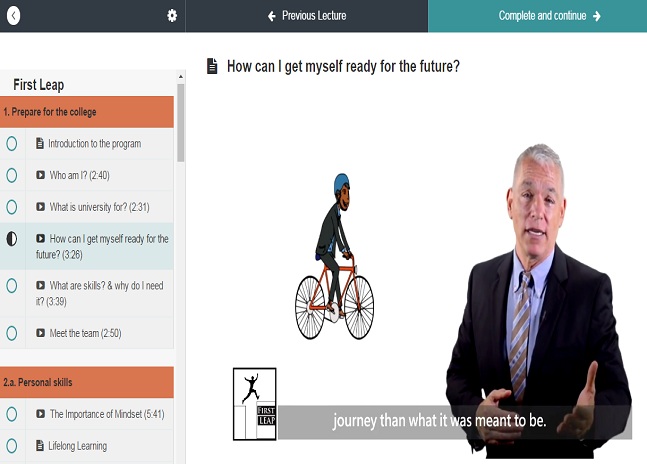 Previous Lecture
Complete and continue
How can I get myself ready for the future?
First Leap
1. Prepare for the college
Introduction to the program
Who am I? (2:40)
What is university for? (2:31)
How can I get myself ready for the
future? (3:26)
What are skills? & why do I need
it? (3:39)
Meet the team (2:50)
2.a. Personal skills
The Importance of Mindset (5:41)
Lifelong Learning
FIRST
LEAP
journey than what it was meant to be.